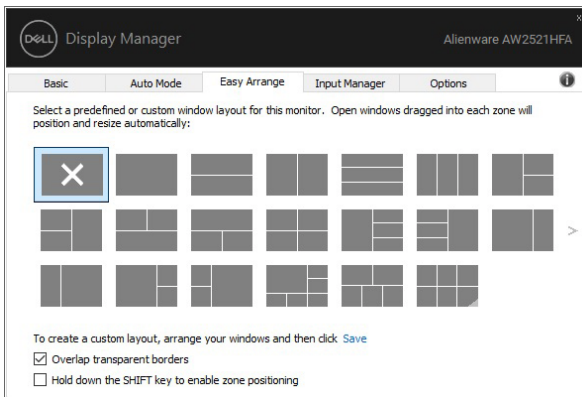 DELL Display Manager
Alienware AW2521HFA
Basic Auto Mode Easy Arrange Input Manager Options
Select a predefined or custom window layout for this monitor. Open windows dragged into each zone will
position and resize automatically:
To create a custom layout, arrange your windows and then click Save
Overlap transparent borders
Hold down the SHIFT key to enable zone positioning